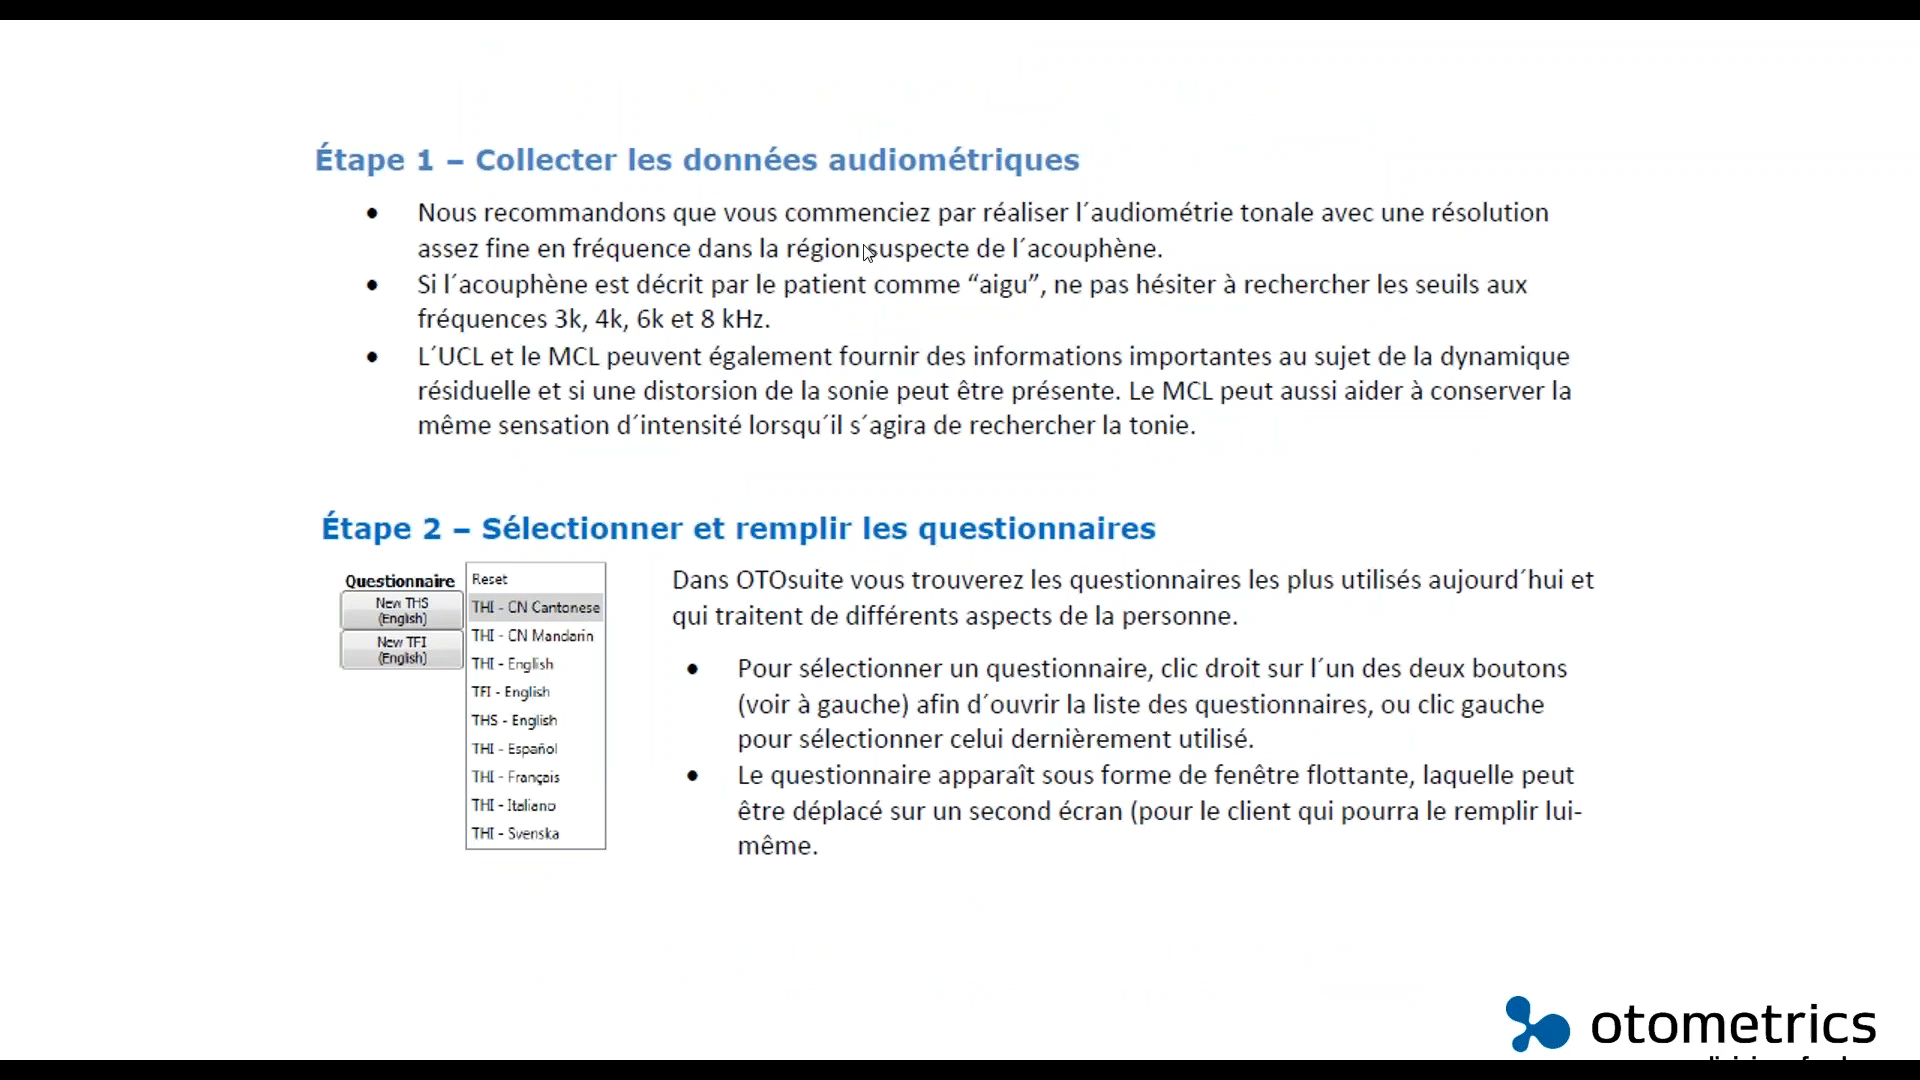 Étape 1 – Collecter les données audiométriques
• Nous recommandons que vous commenciez par réaliser l´audiométrie tonale avec une résolution
assez fine en fréquence dans la région suspecte de l´acouphène.
• Si l´acouphène est décrit par le patient comme “aigu”, ne pas hésiter à rechercher les seuils aux
fréquences 3k, 4k, 6k et 8 kHz.
• L´UCL et le MCL peuvent également fournir des informations importantes au sujet de la dynamique
résiduelle et si une distorsion de la sonie peut être présente. Le MCL peut aussi aider à conserver la
même sensation d´intensité lorsqu´il s´agira de rechercher la tonie.
Étape 2 – Sélectionner et remplir les questionnaires
Questionnaire
New THS
(English)
New TFI
(English)
Reset
THI - CN Cantonese
THI - CN Mandarin
THI - English
TFI - English
THS - English
THI - Español
THI - Français
THI - Italiano
THI - Svenska
Dans OTOsuite vous trouverez les questionnaires les plus utilisés aujourd´hui et
qui traitent de différents aspects de la personne.
• Pour sélectionner un questionnaire, clic droit sur l´un des deux boutons
(voir à gauche) afin d´ouvrir la liste des questionnaires, ou clic gauche
pour sélectionner celui dernièrement utilisé.
• Le questionnaire apparaît sous forme de fenêtre flottante, laquelle peut
être déplacé sur un second écran (pour le client qui pourra le remplir lui-
même.
otometrics